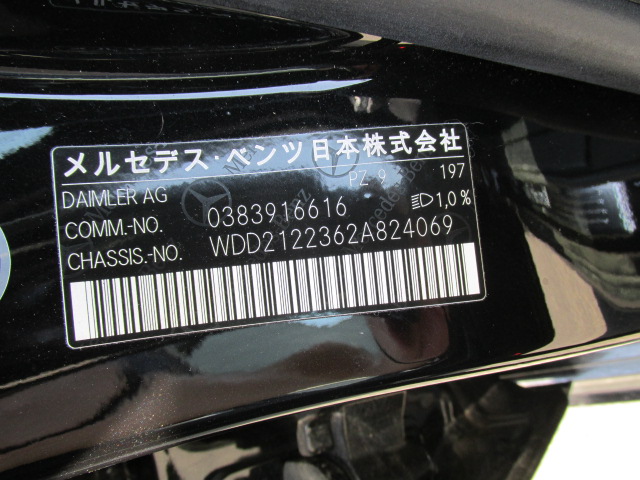 メルセデス・ベンツ日本株式会社
DAIMLER AG PZ 9 197
COMM.-NO. 0383916616 1,0%
CHASSIS.-NO. WDD2122362A824069